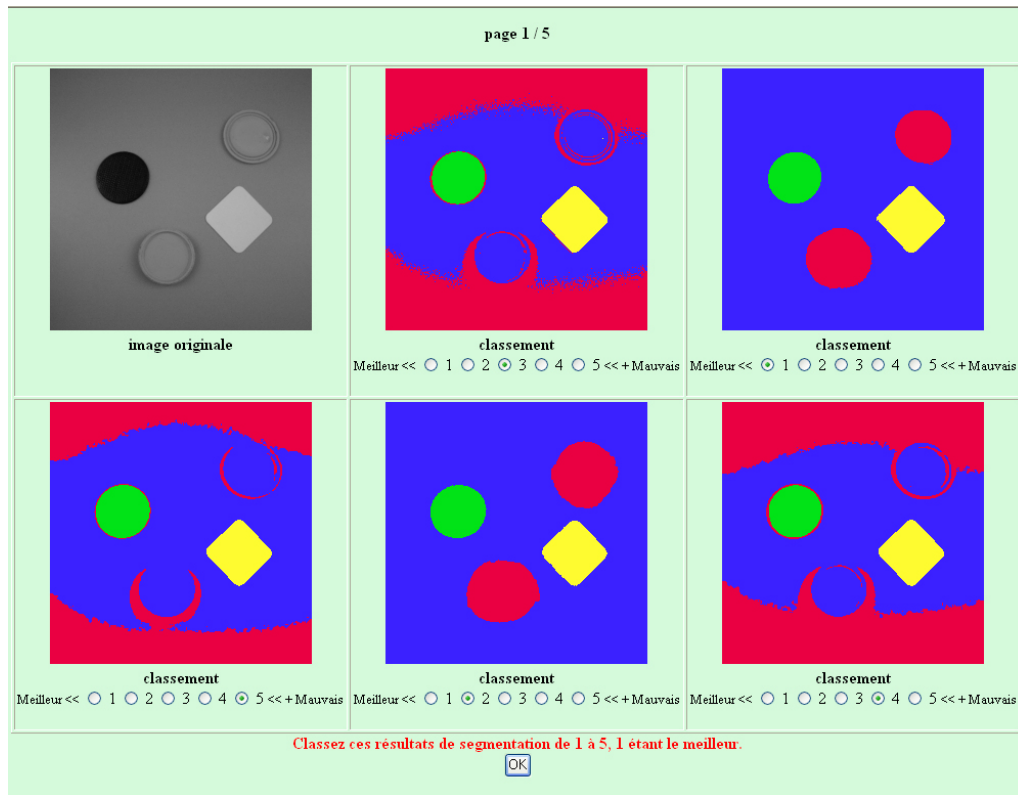 page 1 / 5
image originale
classement
Meilleur << 1 2 3 4 5 << + Mauvais
classement
Meilleur << 1 2 3 4 5 << + Mauvais
classement
Meilleur << 1 2 3 4 5 << + Mauvais
classement
Meilleur << 1 2 3 4 5 << + Mauvais
classement
Meilleur << 1 2 3 4 5 << + Mauvais
Classez ces résultats de segmentation de 1 à 5, 1 étant le meilleur.
OK